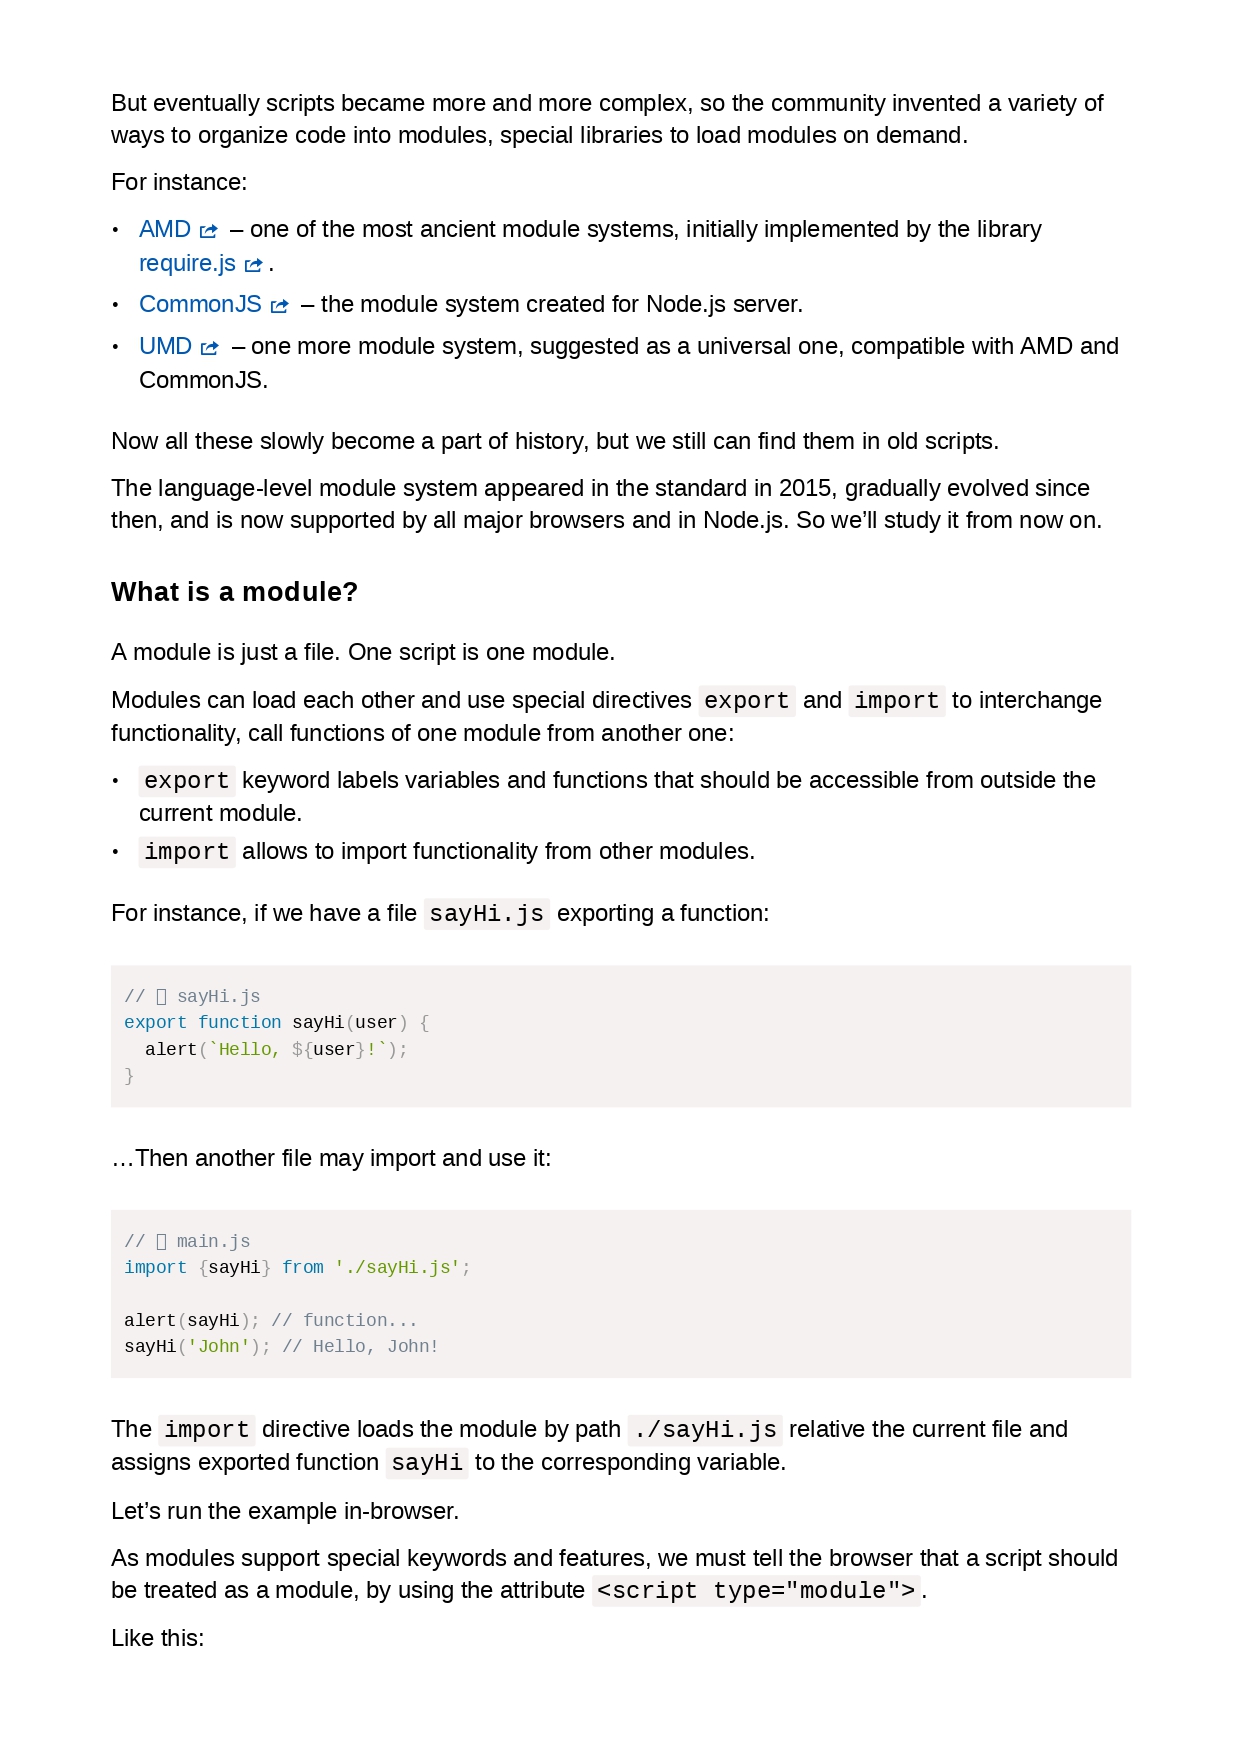 But eventually scripts became more and more complex, so the community invented a variety of
ways to organize code into modules, special libraries to load modules on demand.
For instance:
• AMD – one of the most ancient module systems, initially implemented by the library
require.js .
• CommonJS – the module system created for Node.js server.
• UMD – one more module system, suggested as a universal one, compatible with AMD and
CommonJS.
Now all these slowly become a part of history, but we still can find them in old scripts.
The language-level module system appeared in the standard in 2015, gradually evolved since
then, and is now supported by all major browsers and in Node.js. So we’ll study it from now on.
What is a module?
A module is just a file. One script is one module.
Modules can load each other and use special directives export and import to interchange
functionality, call functions of one module from another one:
• export keyword labels variables and functions that should be accessible from outside the
current module.
• import allows to import functionality from other modules.
For instance, if we have a file sayHi.js exporting a function:
// sayHi.js
export function sayHi(user) {
  alert(`Hello, ${user}!`);
}
…Then another file may import and use it:
// main.js
import {sayHi} from './sayHi.js';
alert(sayHi); // function...
sayHi('John'); // Hello, John!
The import directive loads the module by path ./sayHi.js relative the current file and
assigns exported function sayHi to the corresponding variable.
Let’s run the example in-browser.
As modules support special keywords and features, we must tell the browser that a script should
be treated as a module, by using the attribute <script type="module">.
Like this: